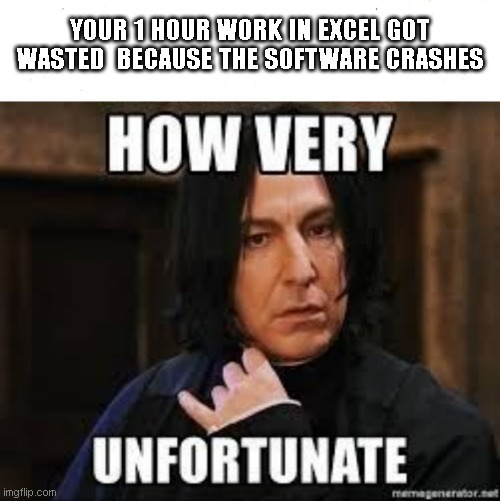 YOUR 1 HOUR WORK IN EXCEL GOT
WASTED BECAUSE THE SOFTWARE CRASHES
HOW VERY
UNFORTUNATE
memegenerator.net
imgflip.com